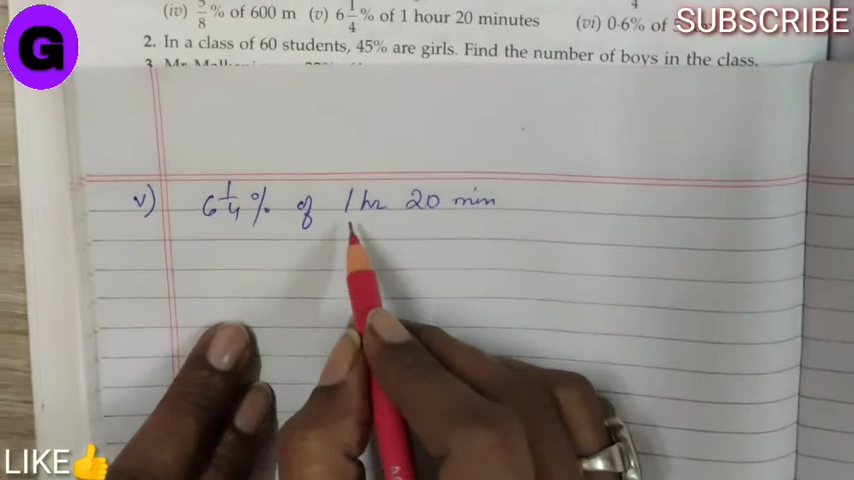 (iv) 5/8 % of 600 m (v) 6 1/4 % of 1 hour 20 minutes (vi) 0·6% of
SUBSCRIBE
G
2. In a class of 60 students, 45% are girls. Find the number of boys in the class.
3. Mr
v) 6 1/4 % of 1 hr 20 min
LIKE